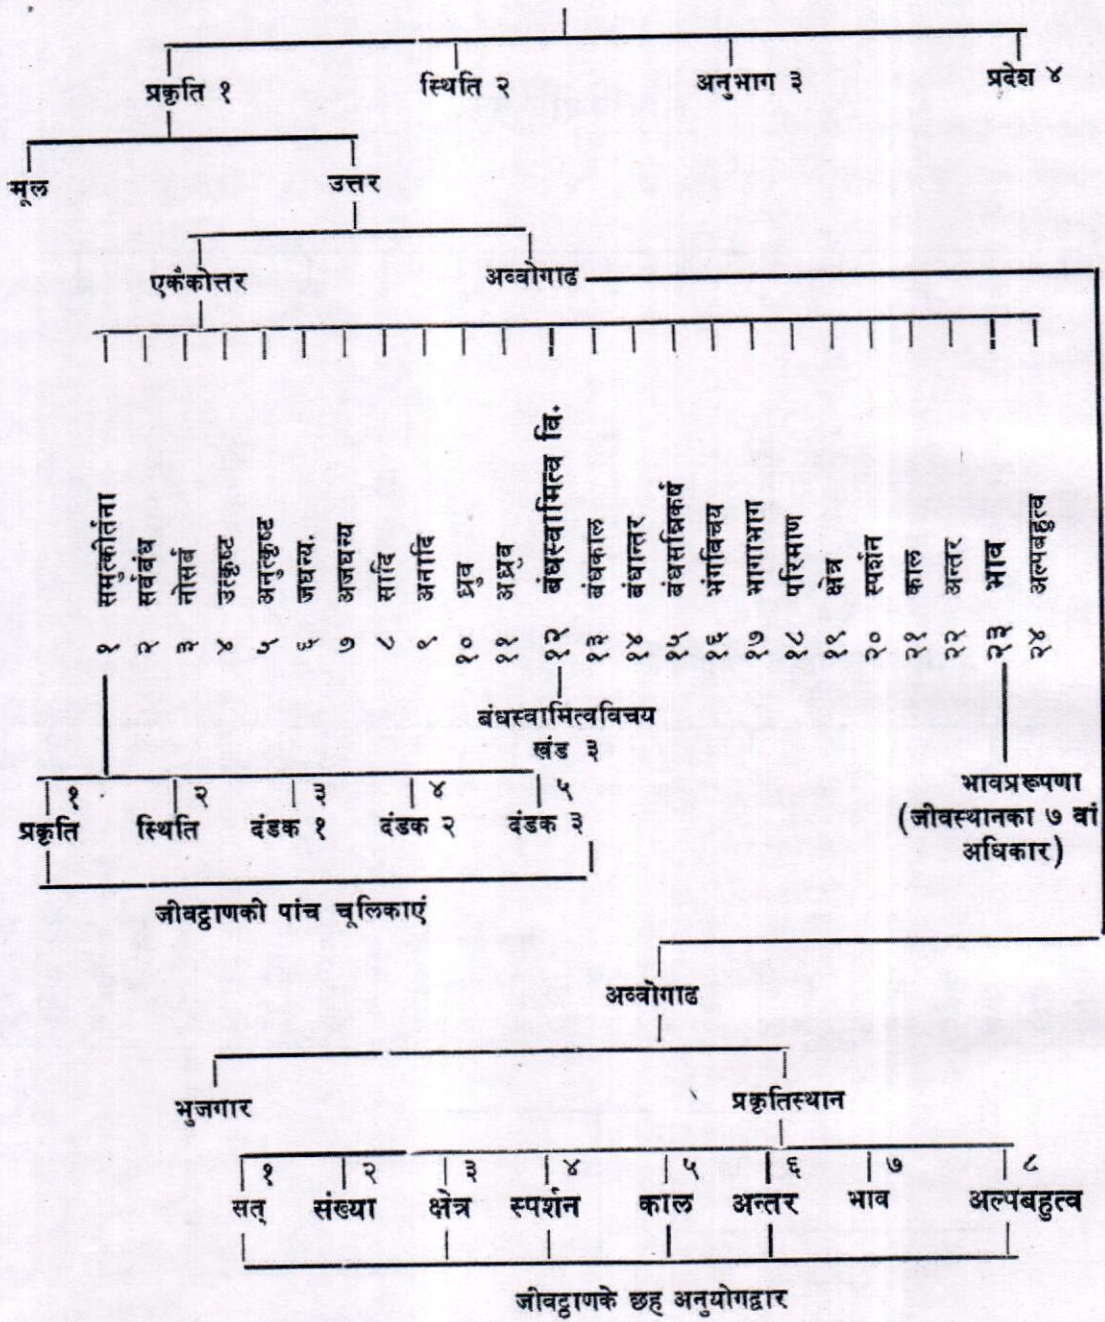 प्रकृति १ स्थिति २ अनुभाग ३ प्रदेश ४
मूल उत्तर
एकैकोत्तर अव्वोगाढ
१ समुत्कीर्तना
२ सर्वबंध
३ नोसर्व
४ उत्कृष्ट
५ अनुत्कृष्ट
६ जघन्य.
७ अजघन्य
८ सादि
९ अनादि
१० ध्रुव
११ अध्रुव
१२ बंधस्वामित्व वि.
१३ बंधकाल
१४ बंधान्तर
१५ बंधसन्निकर्ष
१६ भंगविचय
१७ भागाभाग
१८ परिमाण
१९ क्षेत्र
२० स्पर्शन
२१ काल
२२ अन्तर
२३ भाव
२४ अल्पबहुत्व
बंधस्वामित्वविचय
खंड ३
भावप्ररूपणा
(जीवस्थानका ७ वां
अधिकार)
१ २ ३ ४ ५
प्रकृति स्थिति दंडक १ दंडक २ दंडक ३
जीवट्ठाणकी पांच चूलिकाएं
अव्वोगाढ
भुजगार प्रकृतिस्थान
१ २ ३ ४ ५ ६ ७ ८
सत् संख्या क्षेत्र स्पर्शन काल अन्तर भाव अल्पबहुत्व
जीवट्ठाणके छह अनुयोगद्वार